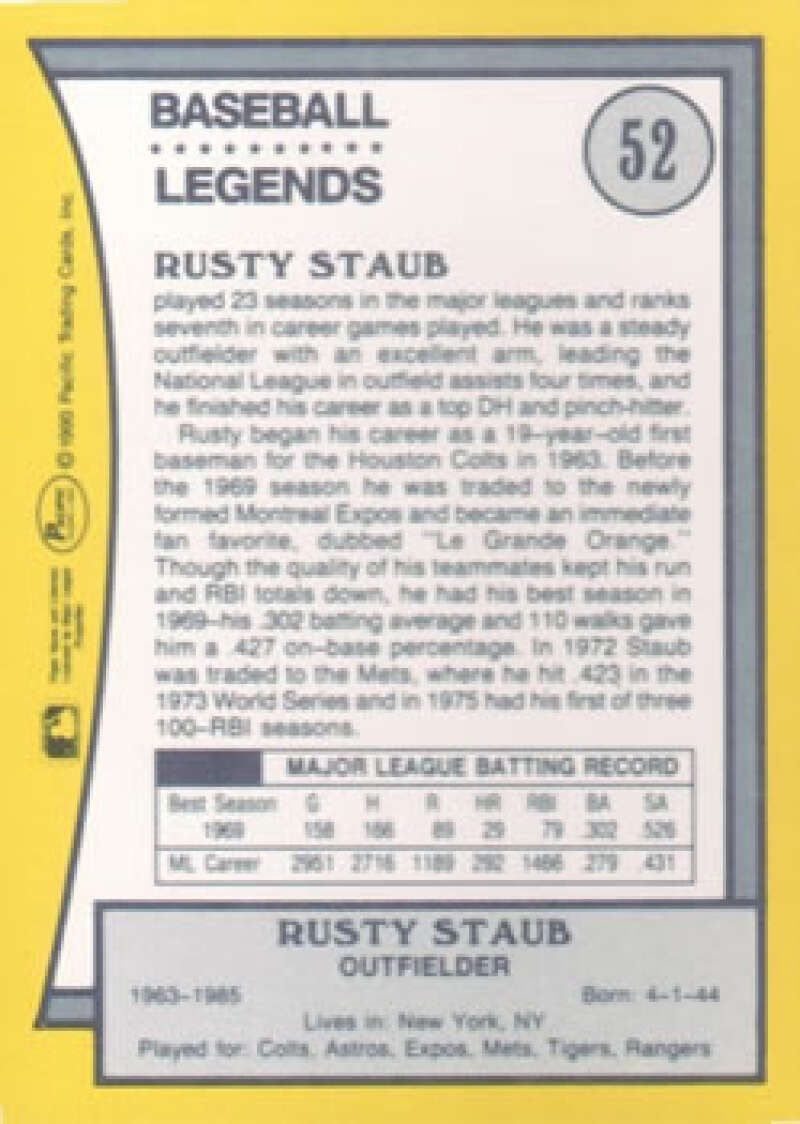 BASEBALL
LEGENDS
52
RUSTY STAUB
played 23 seasons in the major leagues and ranks
seventh in career games played. He was a steady
outfielder with an excellent arm, leading the
National League in outfield assists four times, and
he finished his career as a top DH and pinch-hitter.
Rusty began his career as a 19-year-old first
baseman for the Houston Colts in 1963. Before
the 1969 season he was traded to the newly
formed Montreal Expos and became an immediate
fan favorite, dubbed "Le Grande Orange."
Though the quality of his teammates kept his run
and RBI totals down, he had his best season in
1969-his .302 batting average and 110 walks gave
him a .427 on-base percentage. In 1972 Staub
was traded to the Mets, where he hit .423 in the
1973 World Series and in 1975 had his first of three
100-RBI seasons.
MAJOR LEAGUE BATTING RECORD
Best Season G H R HR RBI BA SA
1969 158 166 89 29 79 .302 .526
ML Career 2951 2716 1189 292 1466 .279 .431
RUSTY STAUB
OUTFIELDER
1963-1985 Born: 4-1-44
Lives in: New York, NY
Played for: Colts, Astros, Expos, Mets, Tigers, Rangers
Pacific © 1990 Pacific Trading Cards, Inc.